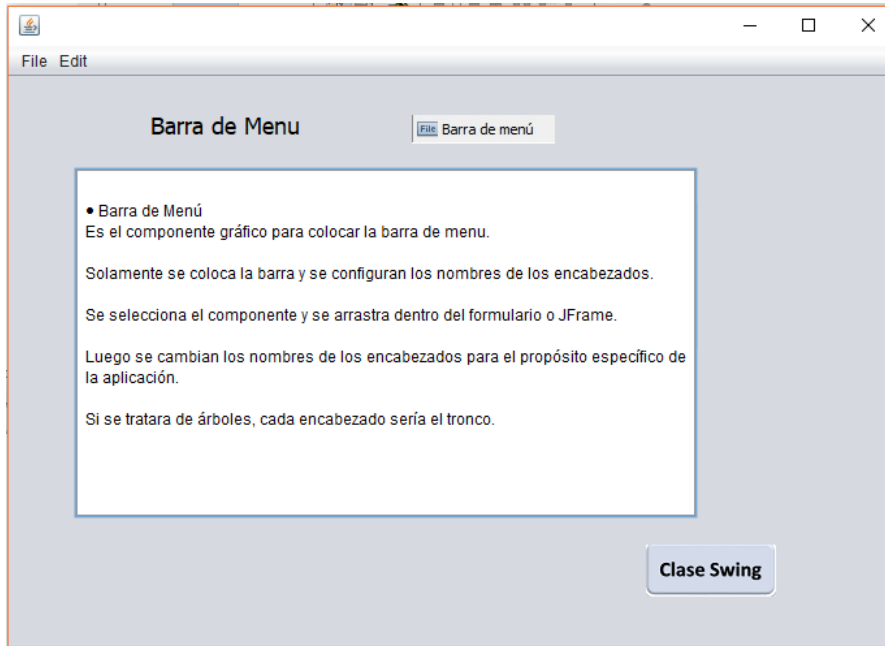 File Edit
Barra de Menu
File Barra de menú
• Barra de Menú
Es el componente gráfico para colocar la barra de menu.
Solamente se coloca la barra y se configuran los nombres de los encabezados.
Se selecciona el componente y se arrastra dentro del formulario o JFrame.
Luego se cambian los nombres de los encabezados para el propósito específico de
la aplicación.
Si se tratara de árboles, cada encabezado sería el tronco.
Clase Swing